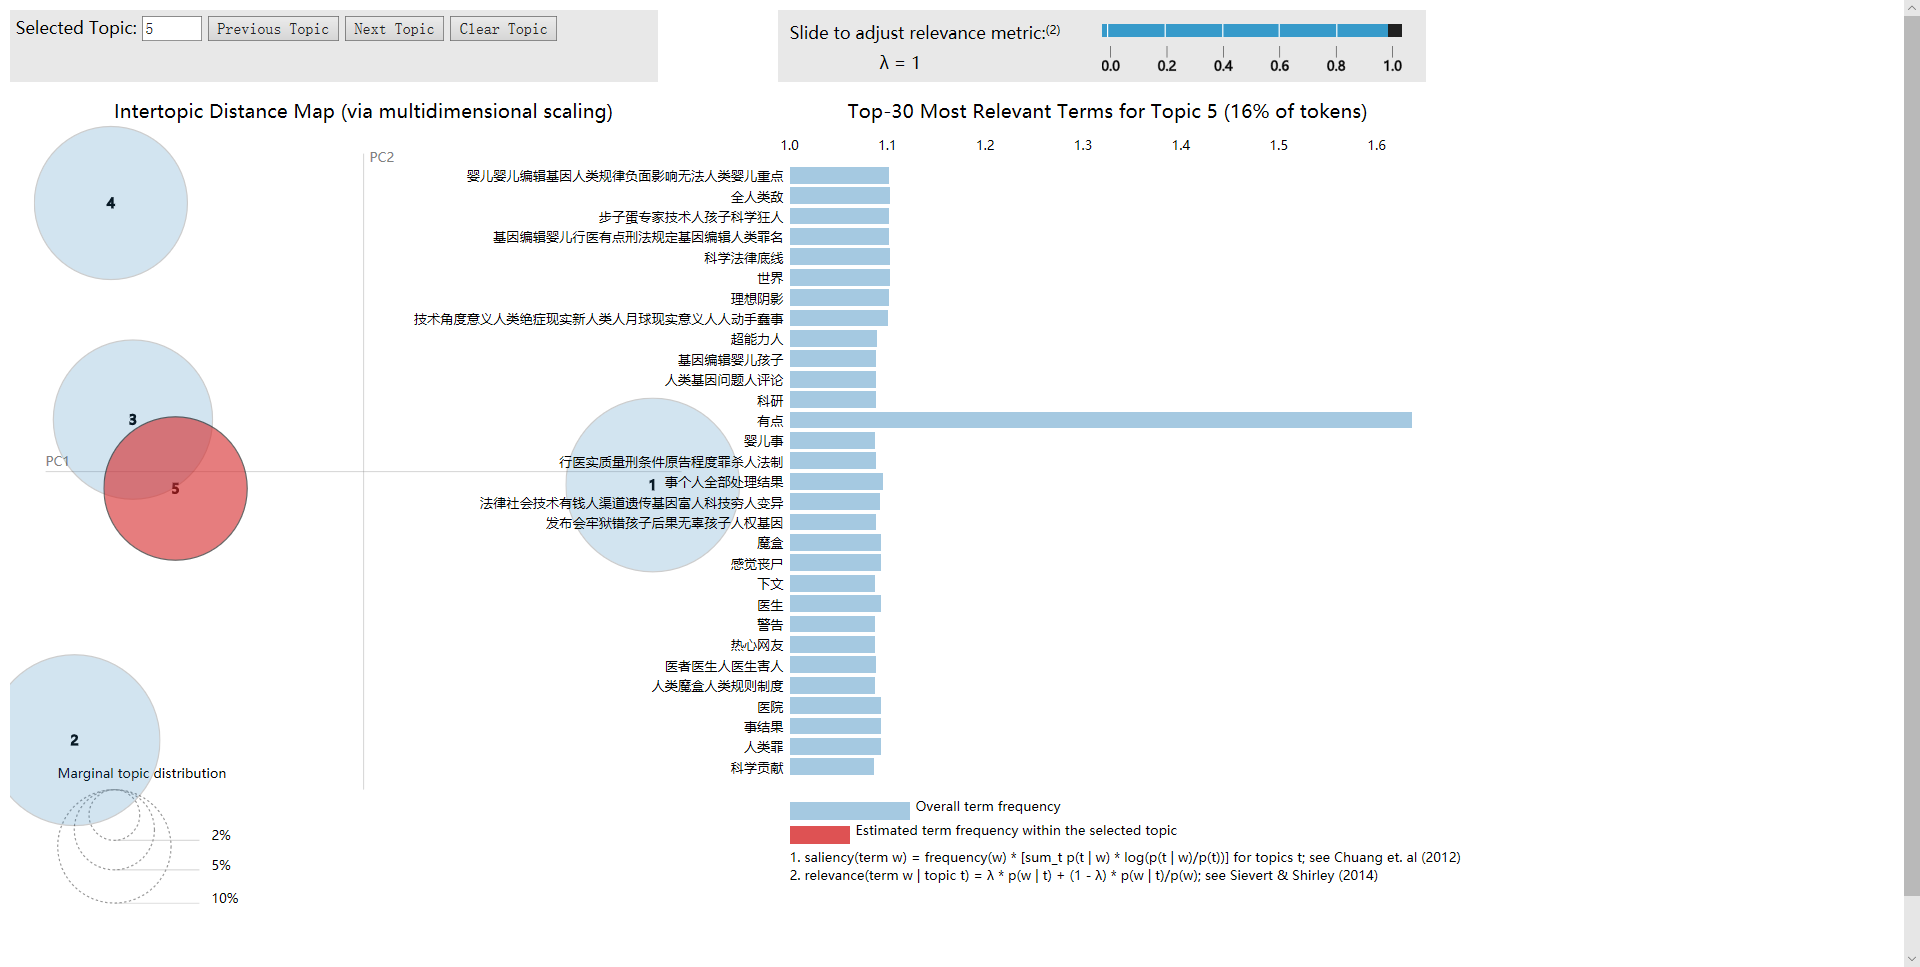 Selected Topic: 5 Previous Topic Next Topic Clear Topic
Slide to adjust relevance metric:(2)
λ = 1
0.0 0.2 0.4 0.6 0.8 1.0
Intertopic Distance Map (via multidimensional scaling)
PC2
PC1
4
3
5
1
2
Marginal topic distribution
2%
5%
10%
Top-30 Most Relevant Terms for Topic 5 (16% of tokens)
1.0 1.1 1.2 1.3 1.4 1.5 1.6
婴儿婴儿编辑基因人类规律负面影响无法人类婴儿重点
全人类敌
步子蛋专家技术人孩子科学狂人
基因编辑婴儿行医有点刑法规定基因编辑人类罪名
科学法律底线
世界
理想阴影
技术角度意义人类绝症现实新人类人月球现实意义人人动手蠢事
超能力人
基因编辑婴儿孩子
人类基因问题人评论
科研
有点
婴儿事
行医实质量刑条件原告程度罪杀人法制
事个人全部处理结果
法律社会技术有钱人渠道遗传基因富人科技穷人变异
发布会牢狱错孩子后果无辜孩子人权基因
魔盒
感觉丧尸
下文
医生
警告
热心网友
医者医生人医生害人
人类魔盒人类规则制度
医院
事结果
人类罪
科学贡献
Overall term frequency
Estimated term frequency within the selected topic
1. saliency(term w) = frequency(w) * [sum_t p(t | w) * log(p(t | w)/p(t))] for topics t; see Chuang et. al (2012)
2. relevance(term w | topic t) = λ * p(w | t) + (1 - λ) * p(w | t)/p(w); see Sievert & Shirley (2014)